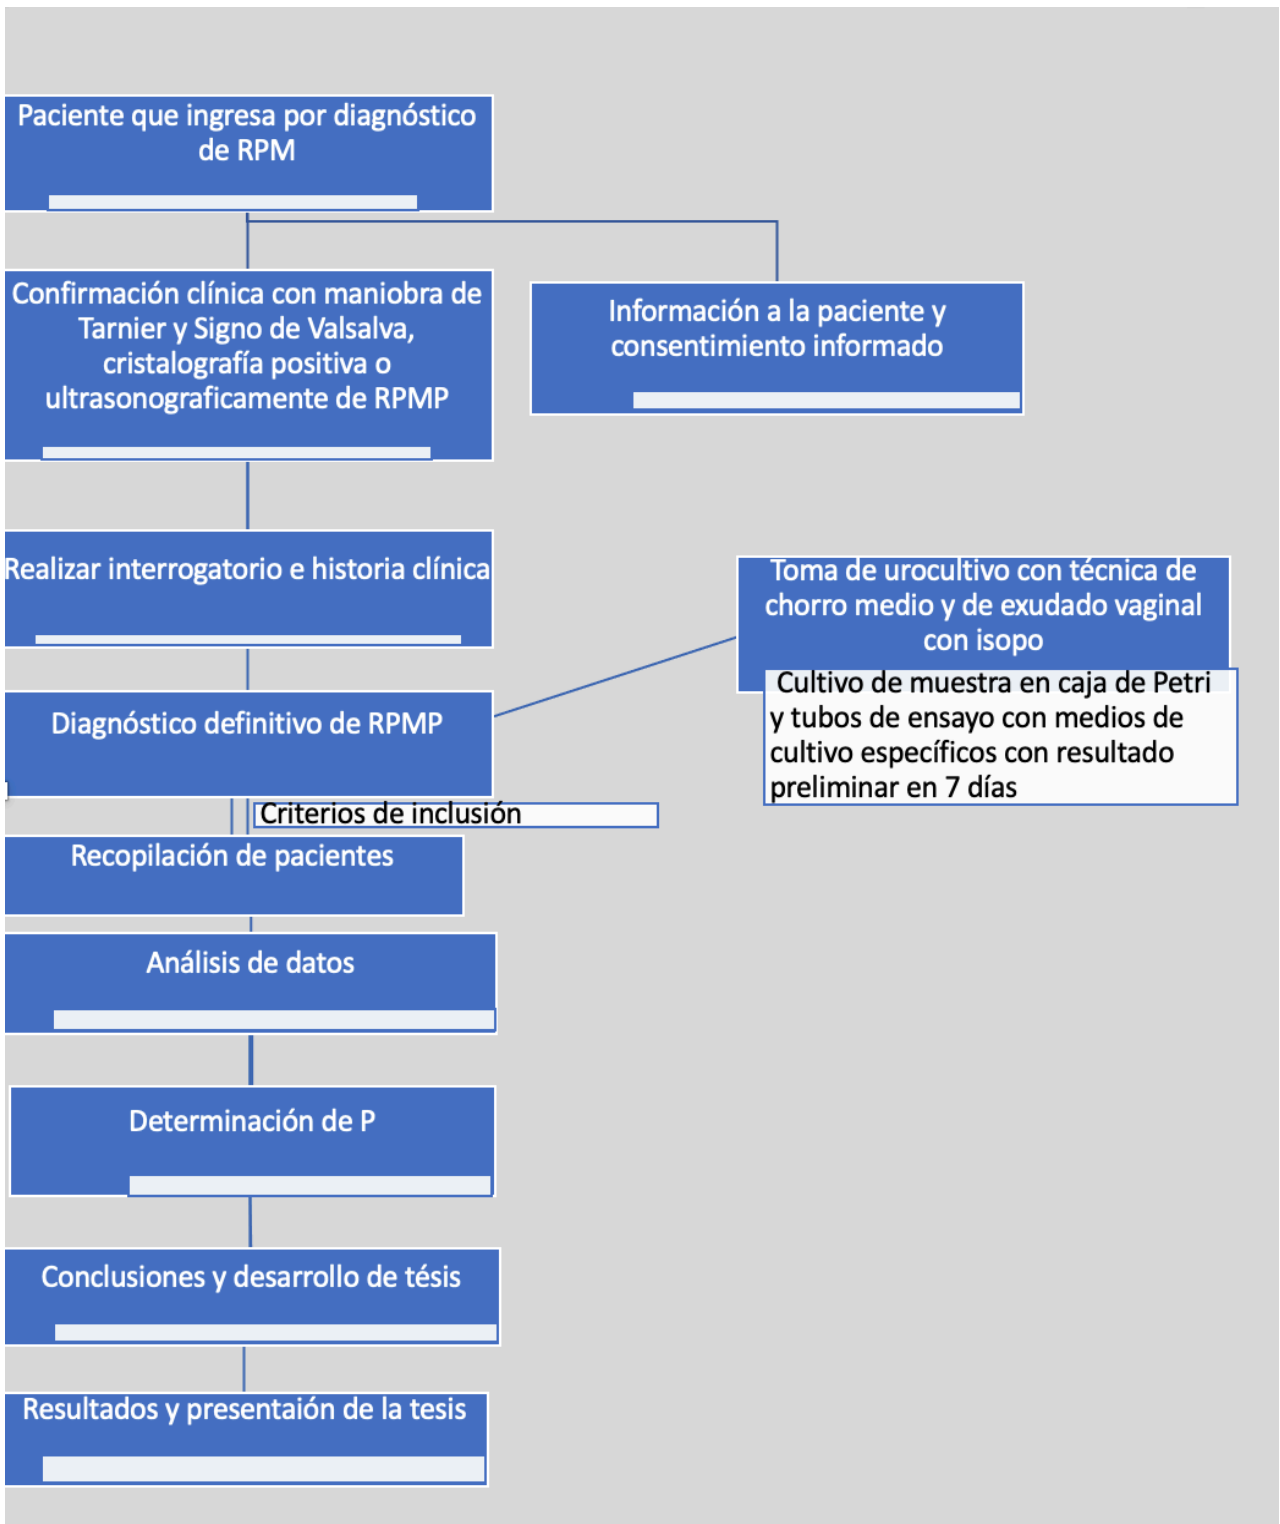 Paciente que ingresa por diagnóstico
de RPM
Confirmación clínica con maniobra de
Tarnier y Signo de Valsalva,
cristalografía positiva o
ultrasonograficamente de RPMP
Información a la paciente y
consentimiento informado
Realizar interrogatorio e historia clínica
Toma de urocultivo con técnica de
chorro medio y de exudado vaginal
con isopo
Cultivo de muestra en caja de Petri
y tubos de ensayo con medios de
cultivo específicos con resultado
preliminar en 7 días
Diagnóstico definitivo de RPMP
Criterios de inclusión
Recopilación de pacientes
Análisis de datos
Determinación de P
Conclusiones y desarrollo de tésis
Resultados y presentaión de la tesis